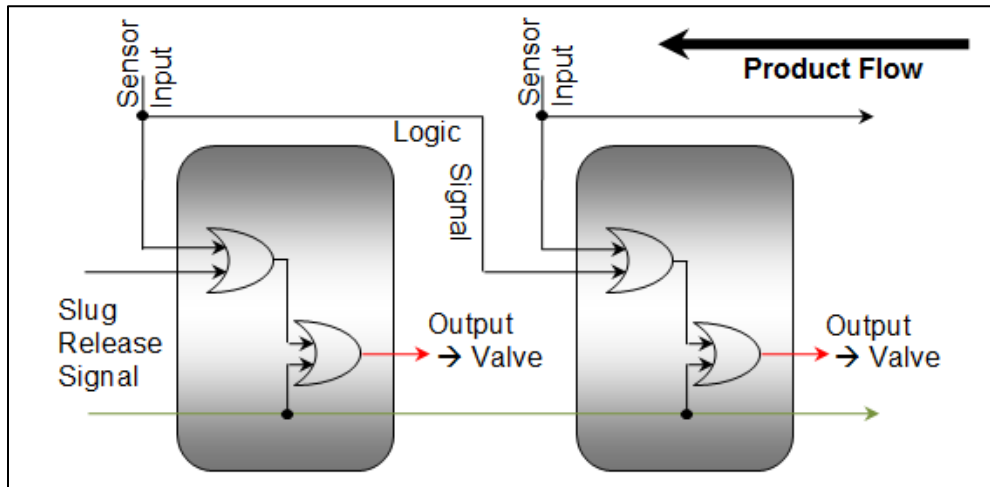 Sensor
Input
Sensor
Input
Product Flow
Logic
Signal
Slug
Release
Signal
Output
→ Valve
Output
→ Valve